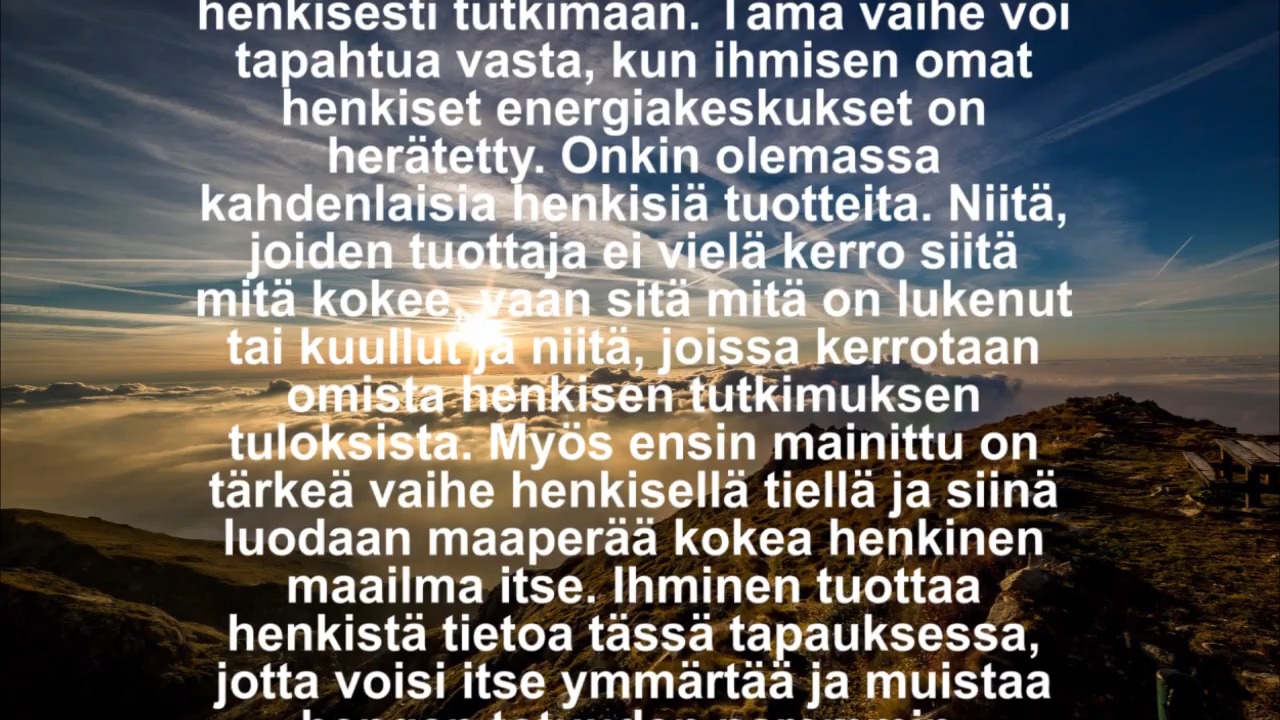 henkisesti tutkimaan. Tämä vaihe voi
tapahtua vasta, kun ihmisen omat
henkiset energiakeskukset on
herätetty. Onkin olemassa
kahdenlaisia henkisiä tuotteita. Niitä,
joiden tuottaja ei vielä kerro siitä
mitä kokee, vaan sitä mitä on lukenut
tai kuullut ja niitä, joissa kerrotaan
omista henkisen tutkimuksen
tuloksista. Myös ensin mainittu on
tärkeä vaihe henkisellä tiellä ja siinä
luodaan maaperää kokea henkinen
maailma itse. Ihminen tuottaa
henkistä tietoa tässä tapauksessa,
jotta voisi itse ymmärtää ja muistaa
hengen totuuden paremmin